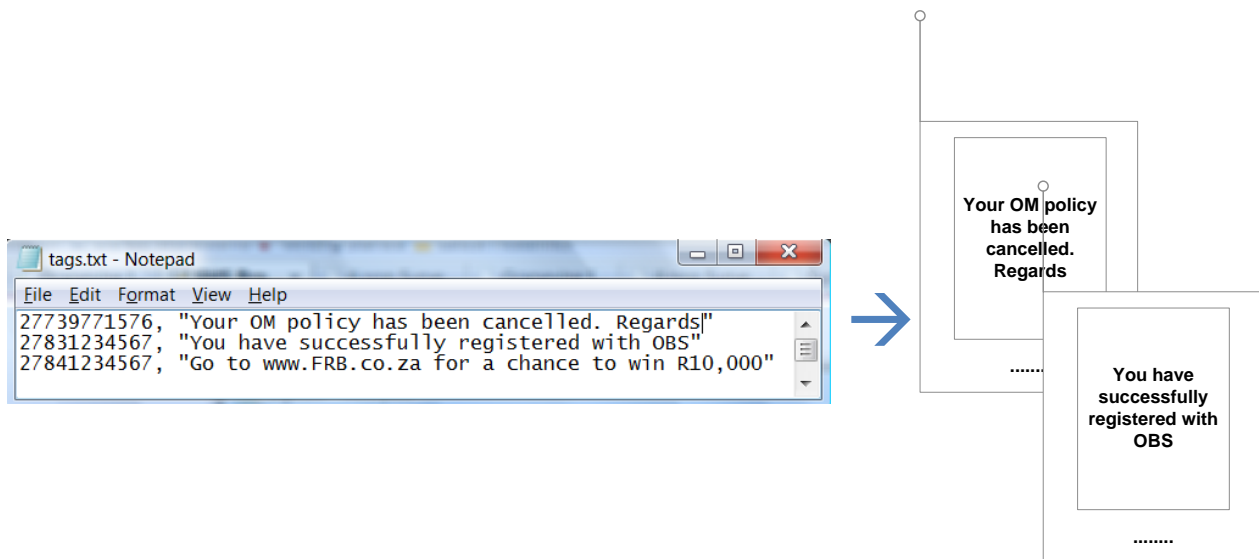 tags.txt - Notepad
File Edit Format View Help
27739771576, "Your OM policy has been cancelled. Regards"
27831234567, "You have successfully registered with OBS"
27841234567, "Go to www.FRB.co.za for a chance to win R10,000"
Your OM policy
has been
cancelled.
Regards
.......
You have
successfully
registered with
OBS
........